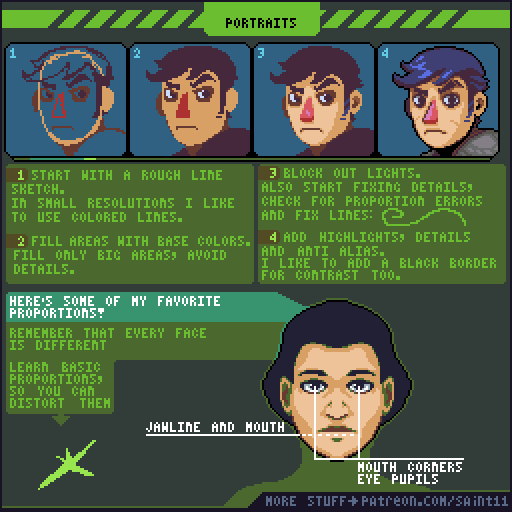 PORTRAITS
1
2
3
4
1 START WITH A ROUGH LINE
SKETCH.
IN SMALL RESOLUTIONS I LIKE
TO USE COLORED LINES.
2 FILL AREAS WITH BASE COLORS.
FILL ONLY BIG AREAS, AVOID
DETAILS.
3 BLOCK OUT LIGHTS.
ALSO START FIXING DETAILS,
CHECK FOR PROPORTION ERRORS
AND FIX LINES:
4 ADD HIGHLIGHTS, DETAILS
AND ANTI ALIAS.
I LIKE TO ADD A BLACK BORDER
FOR CONTRAST TOO.
HERE'S SOME OF MY FAVORITE
PROPORTIONS?
REMEMBER THAT EVERY FACE
IS DIFFERENT
LEARN BASIC
PROPORTIONS,
SO YOU CAN
DISTORT THEM
JAWLINE AND MOUTH
MOUTH CORNERS
EYE PUPILS
MORE STUFF→PATREON.COM/SAINT11